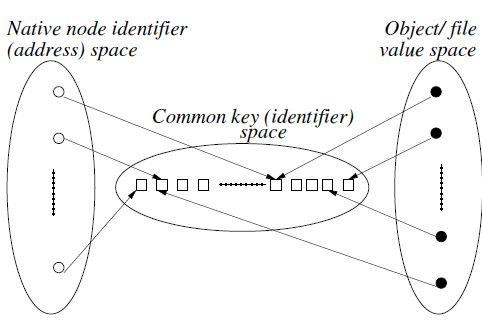 Native node identifier
(address) space
Object/ file
value space
Common key (identifier)
space